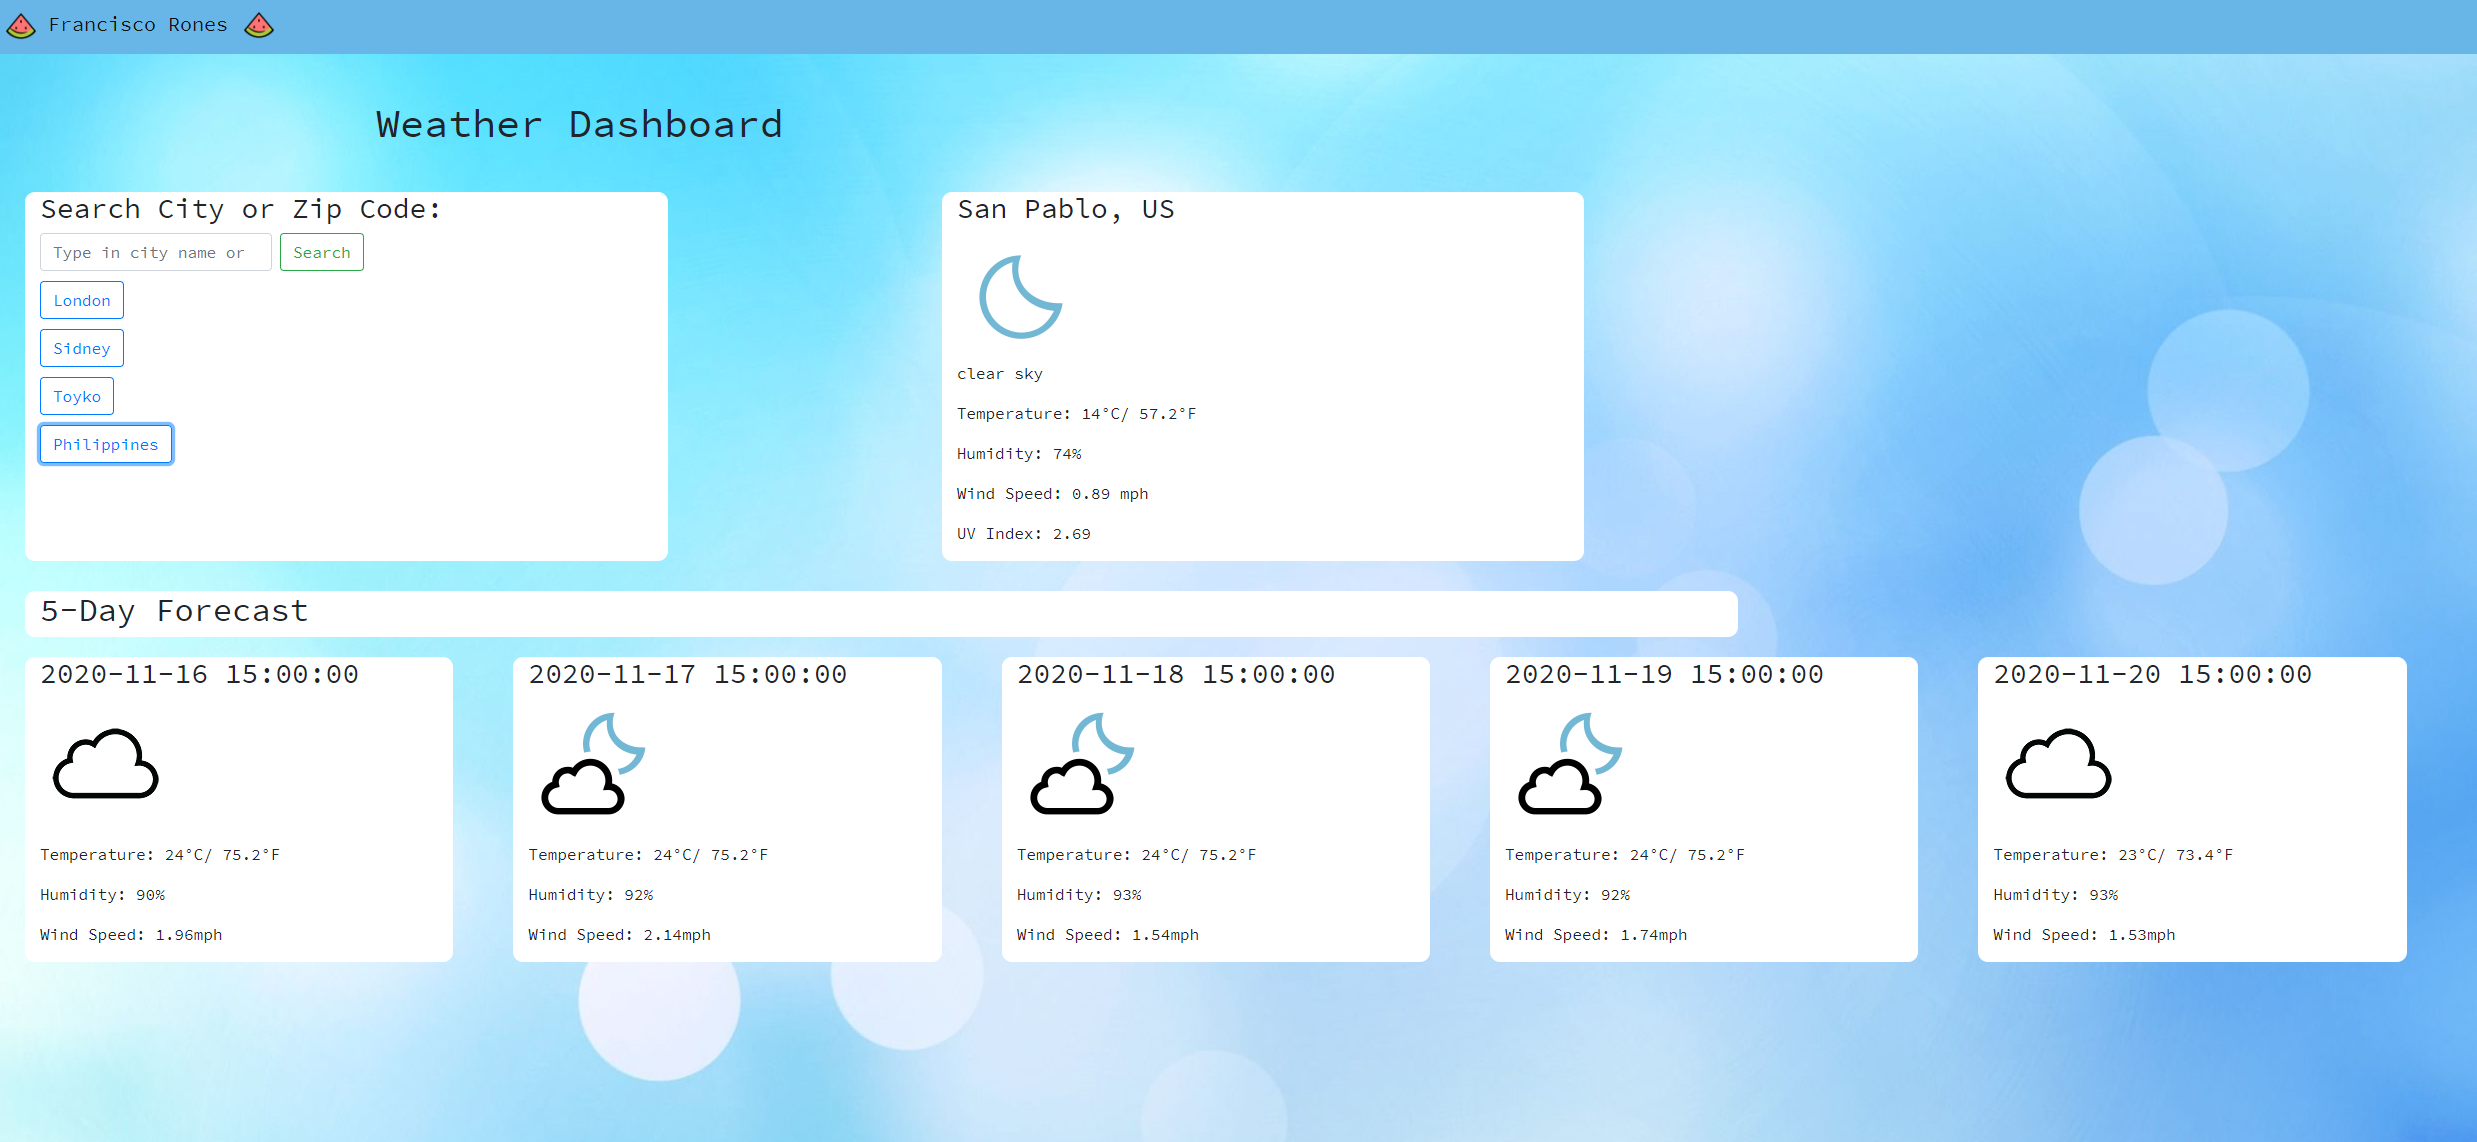 Francisco Rones
Weather Dashboard
Search City or Zip Code:
Type in city name or
Search
London
Sidney
Toyko
Philippines
San Pablo, US
clear sky
Temperature: 14°C/ 57.2°F
Humidity: 74%
Wind Speed: 0.89 mph
UV Index: 2.69
5-Day Forecast
2020-11-16 15:00:00
Temperature: 24°C/ 75.2°F
Humidity: 90%
Wind Speed: 1.96mph
2020-11-17 15:00:00
Temperature: 24°C/ 75.2°F
Humidity: 92%
Wind Speed: 2.14mph
2020-11-18 15:00:00
Temperature: 24°C/ 75.2°F
Humidity: 93%
Wind Speed: 1.54mph
2020-11-19 15:00:00
Temperature: 24°C/ 75.2°F
Humidity: 92%
Wind Speed: 1.74mph
2020-11-20 15:00:00
Temperature: 23°C/ 73.4°F
Humidity: 93%
Wind Speed: 1.53mph